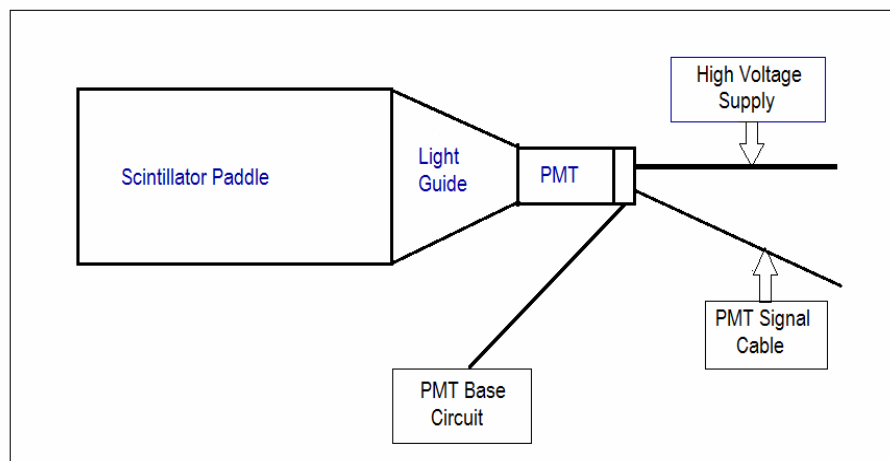 High Voltage
Supply
Scintillator Paddle
Light
Guide
PMT
PMT Signal
Cable
PMT Base
Circuit